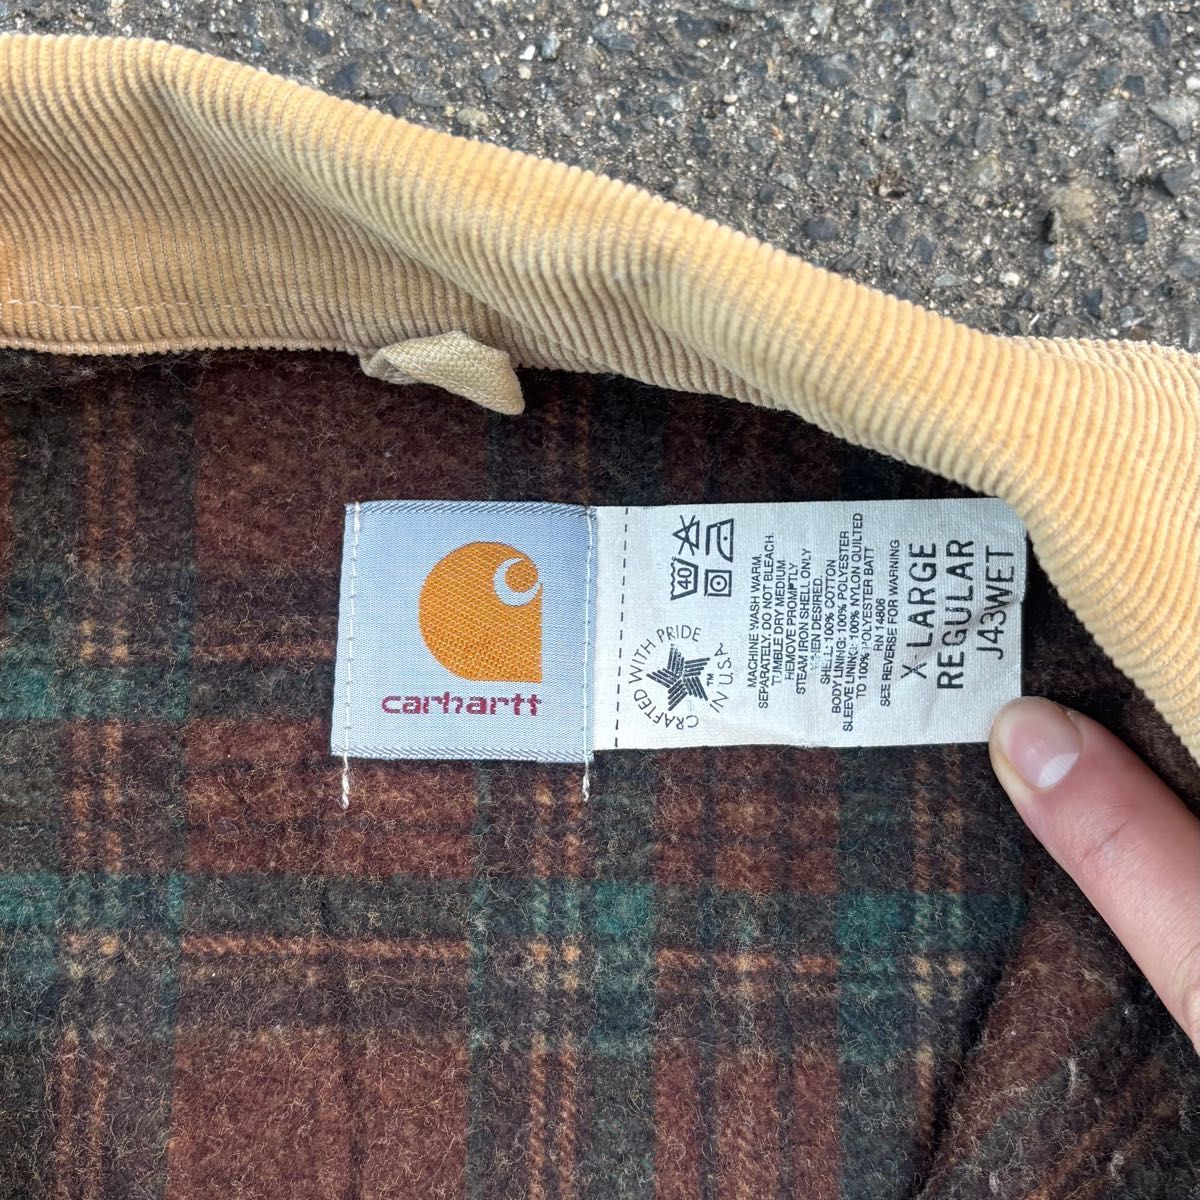 carhartt
CRAFTED WITH PRIDE
IN U.S.A.
TM
40
MACHINE WASH WARM.
SEPARATELY. DO NOT BLEACH.
TUMBLE DRY MEDIUM.
REMOVE PROMPTLY
STEAM IRON SHELL ONLY
WHEN DESIRED.
SHELL: 100% COTTON
BODY LINING: 100% POLYESTER
SLEEVE LINING: 100% NYLON QUILTED
TO 100% POLYESTER BATT
RN 14806
SEE REVERSE FOR WARNING
X LARGE
REGULAR
J43WET